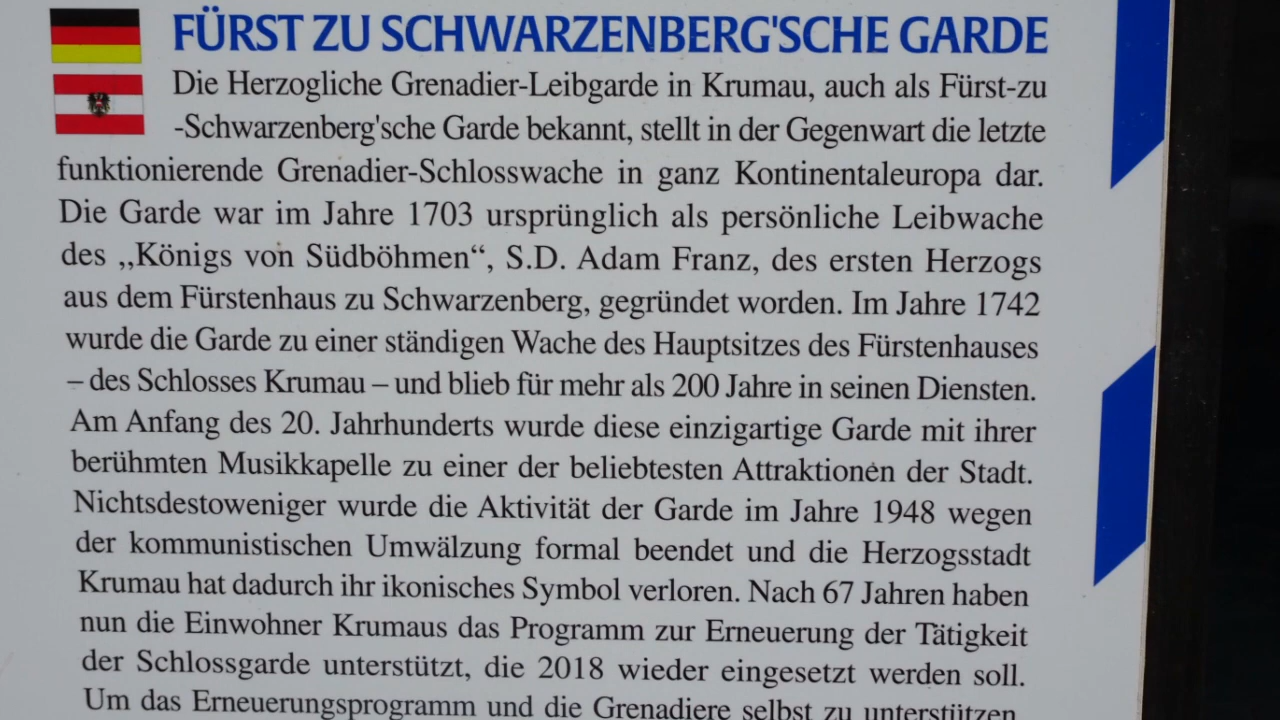 FÜRST ZU SCHWARZENBERG'SCHE GARDE
Die Herzogliche Grenadier-Leibgarde in Krumau, auch als Fürst-zu
-Schwarzenberg'sche Garde bekannt, stellt in der Gegenwart die letzte
funktionierende Grenadier-Schlosswache in ganz Kontinentaleuropa dar.
Die Garde war im Jahre 1703 ursprünglich als persönliche Leibwache
des ,,Königs von Südböhmen“, S.D. Adam Franz, des ersten Herzogs
aus dem Fürstenhaus zu Schwarzenberg, gegründet worden. Im Jahre 1742
wurde die Garde zu einer ständigen Wache des Hauptsitzes des Fürstenhauses
– des Schlosses Krumau – und blieb für mehr als 200 Jahre in seinen Diensten.
Am Anfang des 20. Jahrhunderts wurde diese einzigartige Garde mit ihrer
berühmten Musikkapelle zu einer der beliebtesten Attraktionen der Stadt.
Nichtsdestoweniger wurde die Aktivität der Garde im Jahre 1948 wegen
der kommunistischen Umwälzung formal beendet und die Herzogsstadt
Krumau hat dadurch ihr ikonisches Symbol verloren. Nach 67 Jahren haben
nun die Einwohner Krumaus das Programm zur Erneuerung der Tätigkeit
der Schlossgarde unterstützt, die 2018 wieder eingesetzt werden soll.
Um das Erneuerungsprogramm und die Grenadiere selbst zu unterstützen